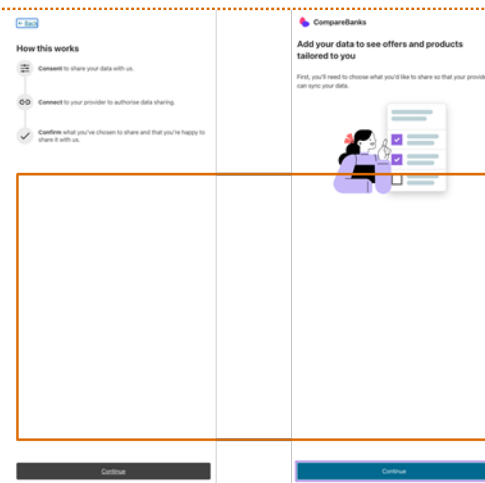 ← Back
How this works
Consent to share your data with us.
Connect to your provider to authorise data sharing.
Confirm what you've chosen to share and that you're happy to
share it with us.
Continue
CompareBanks
Add your data to see offers and products
tailored to you
First, you'll need to choose what you'd like to share so that your provide
can sync your data.
Continue